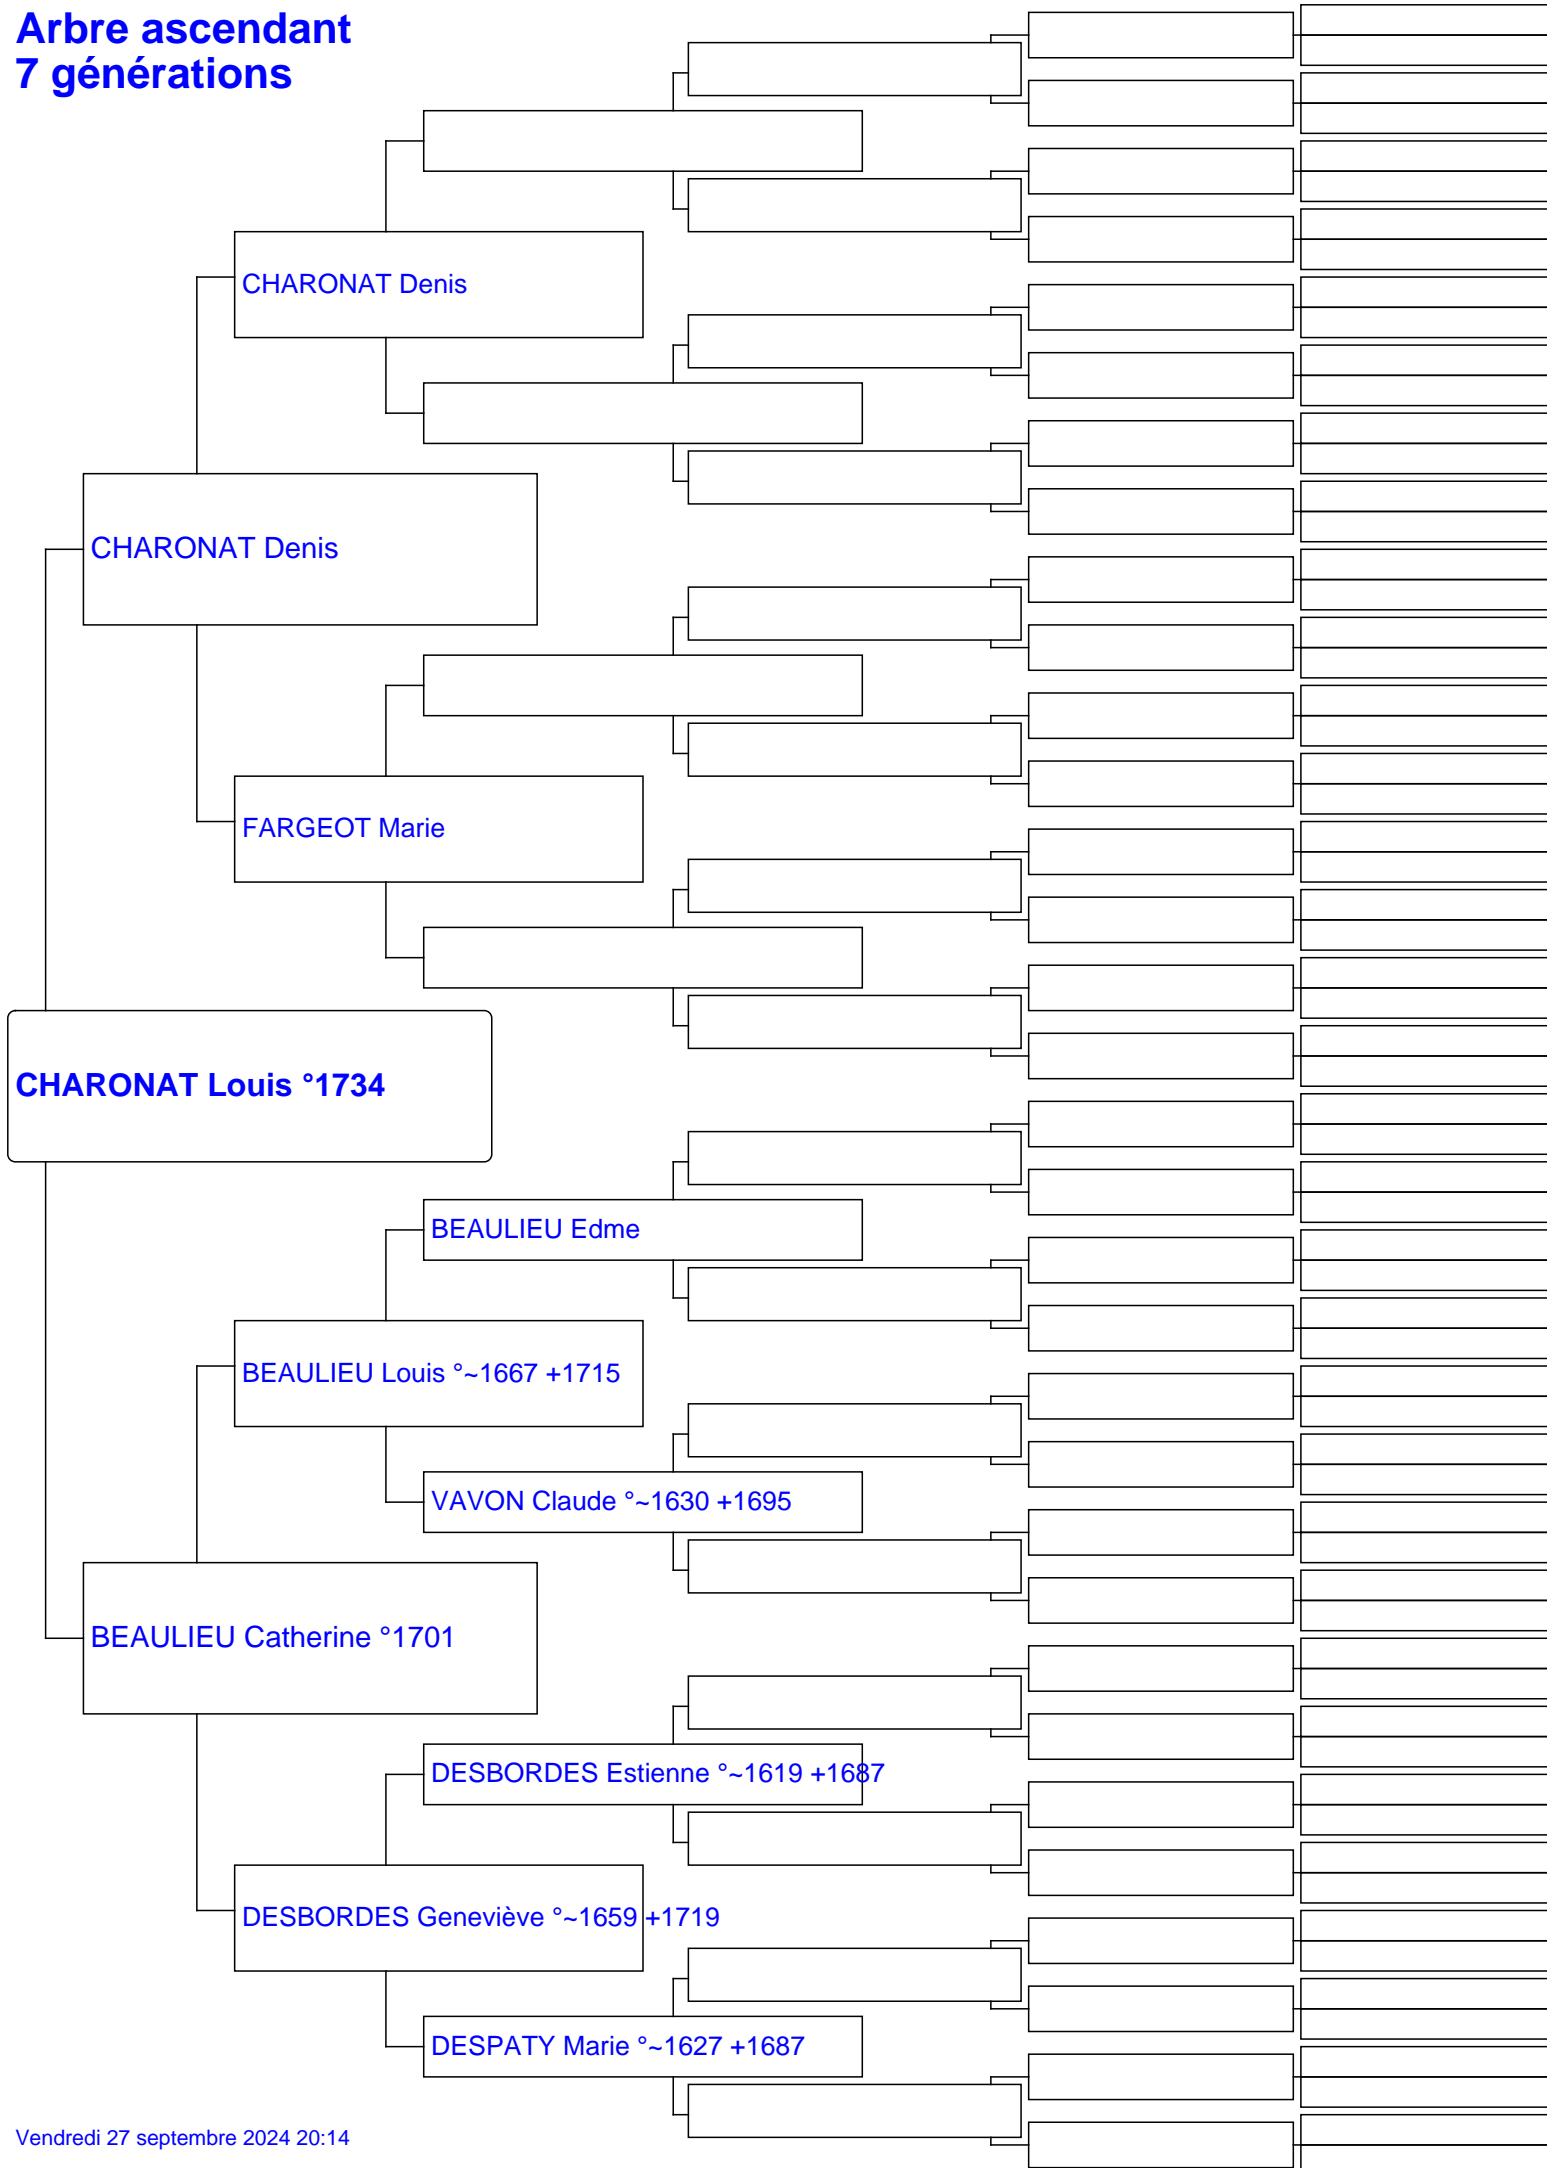 Arbre ascendant
7 générations
CHARONAT Denis
CHARONAT Denis
FARGEOT Marie
CHARONAT Louis °1734
BEAULIEU Edme
BEAULIEU Louis °~1667 +1715
VAVON Claude °~1630 +1695
BEAULIEU Catherine °1701
DESBORDES Estienne °~1619 +1687
DESBORDES Geneviève °~1659 +1719
DESPATY Marie °~1627 +1687
Vendredi 27 septembre 2024 20:14